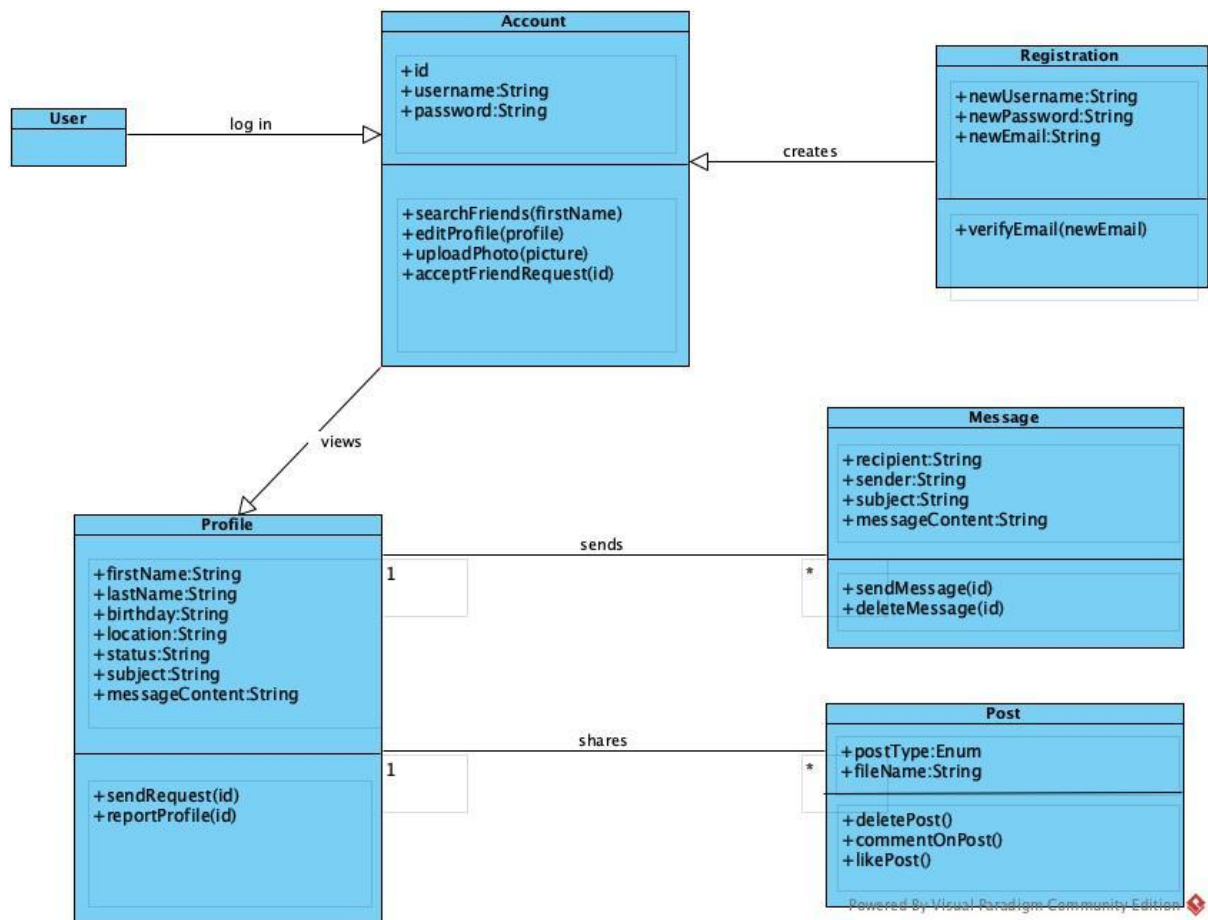 Account
+id
+username:String
+password:String
+searchFriends(firstName)
+editProfile(profile)
+uploadPhoto(picture)
+acceptFriendRequest(id)
Registration
+newUsername:String
+newPassword:String
+newEmail:String
+verifyEmail(newEmail)
User
log in
creates
views
Message
+recipient:String
+sender:String
+subject:String
+messageContent:String
+sendMessage(id)
+deleteMessage(id)
Profile
+firstName:String
+lastName:String
+birthday:String
+location:String
+status:String
+subject:String
+messageContent:String
+sendRequest(id)
+reportProfile(id)
sends
1
*
shares
1
*
Post
+postType:Enum
+fileName:String
+deletePost()
+commentOnPost()
+likePost()
Powered By Visual Paradigm Community Edition